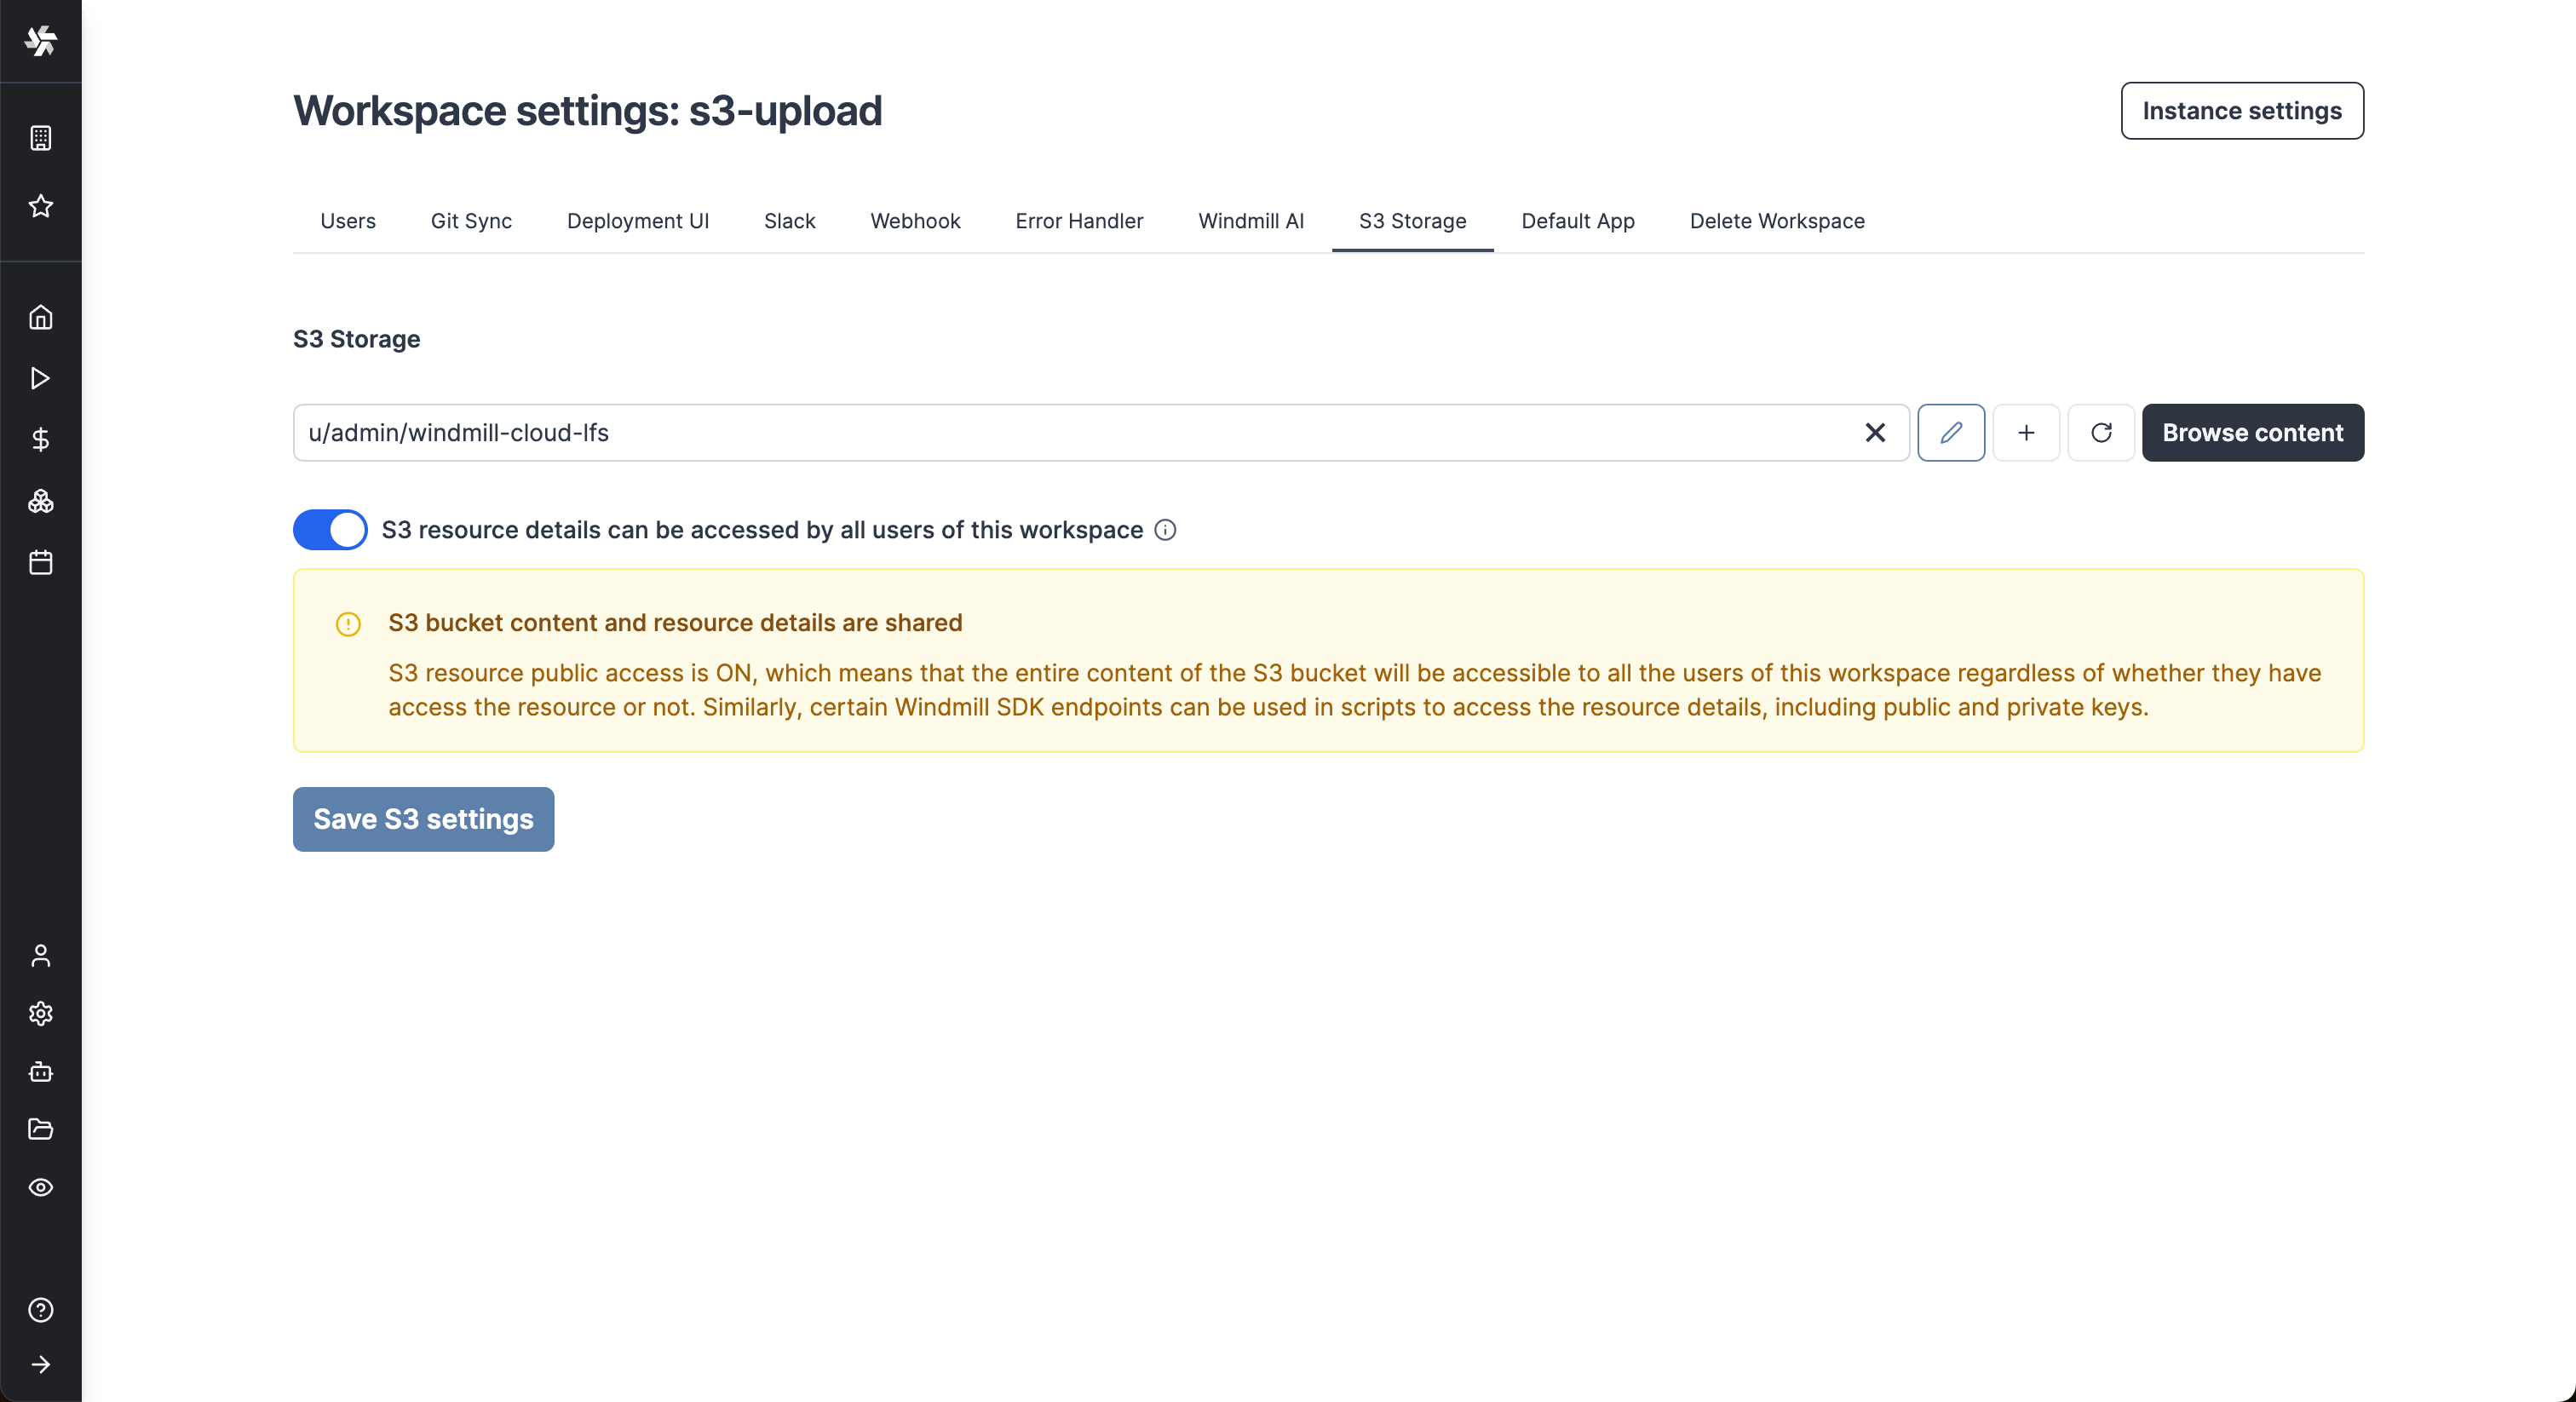 Workspace settings: s3-upload
Instance settings
Users
Git Sync
Deployment UI
Slack
Webhook
Error Handler
Windmill AI
S3 Storage
Default App
Delete Workspace
S3 Storage
u/admin/windmill-cloud-lfs
Browse content
S3 resource details can be accessed by all users of this workspace
S3 bucket content and resource details are shared
S3 resource public access is ON, which means that the entire content of the S3 bucket will be accessible to all the users of this workspace regardless of whether they have
access the resource or not. Similarly, certain Windmill SDK endpoints can be used in scripts to access the resource details, including public and private keys.
Save S3 settings